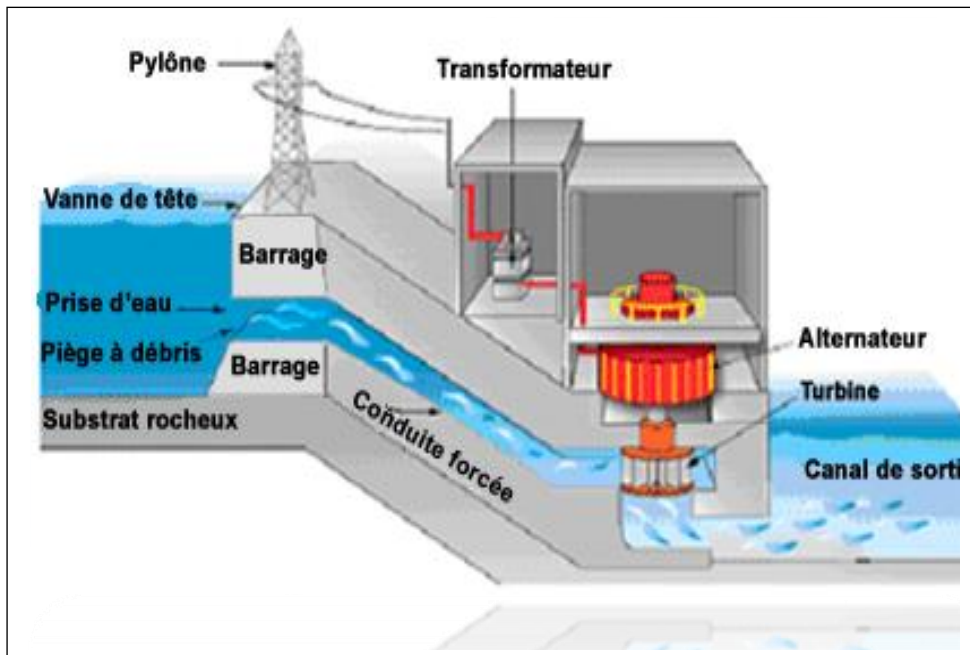 Pylône
Transformateur
Vanne de tête
Barrage
Prise d'eau
Piège à débris
Barrage
Alternateur
Turbine
Substrat rocheux
Conduite forcée
Canal de sorti